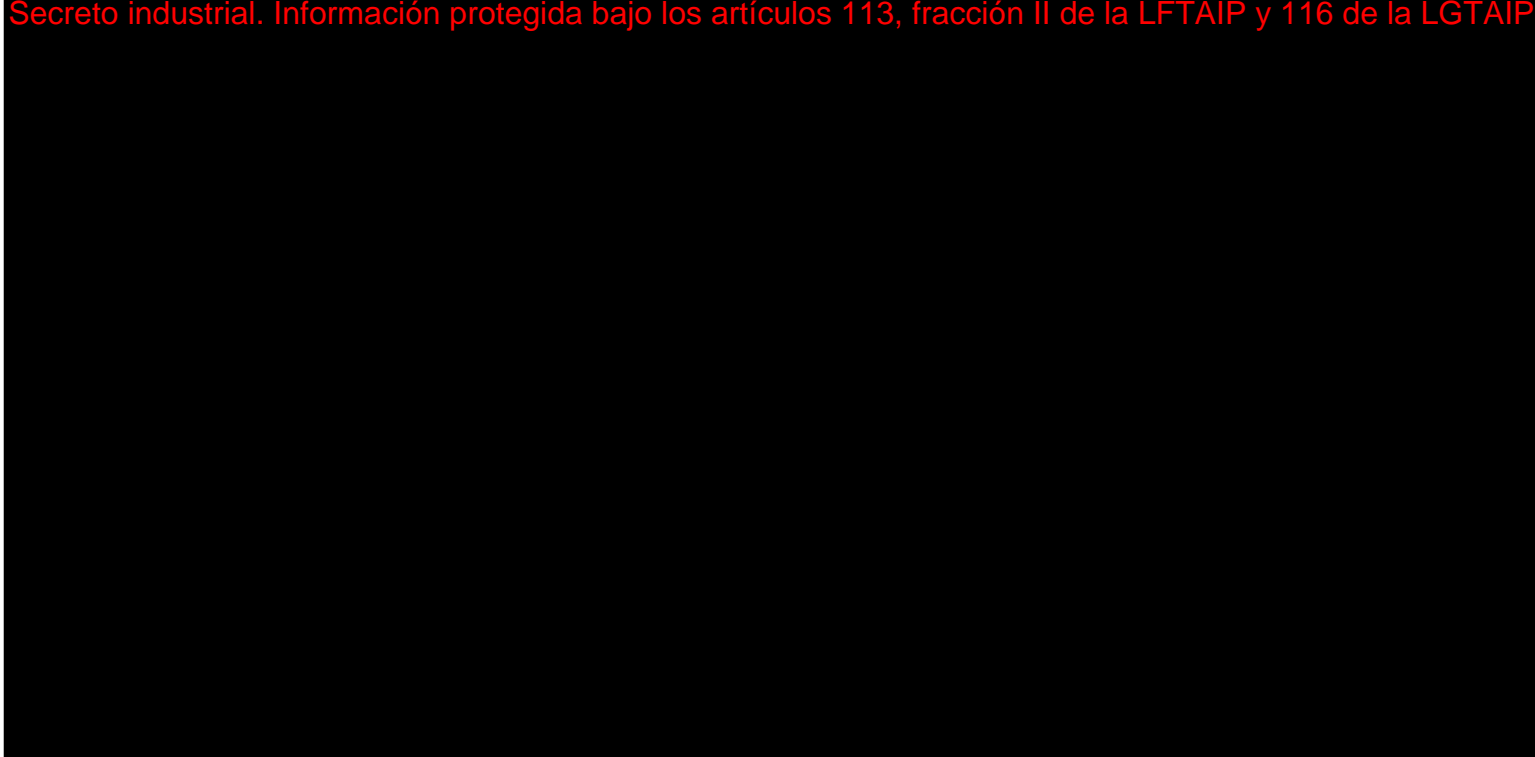 Secreto industrial. Información protegida bajo los artículos 113, fracción II de la LFTAIP y 116 de la LGTAIP